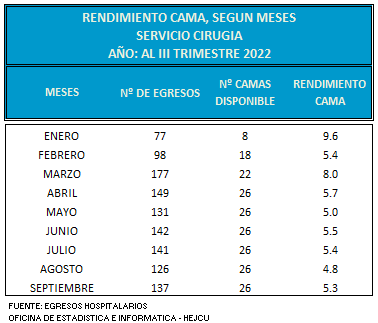 RENDIMIENTO CAMA, SEGUN MESES
SERVICIO CIRUGIA
AÑO: AL III TRIMESTRE 2022
MESES Nº DE EGRESOS Nº CAMAS DISPONIBLE RENDIMIENTO CAMA
ENERO 77 8 9.6
FEBRERO 98 18 5.4
MARZO 177 22 8.0
ABRIL 149 26 5.7
MAYO 131 26 5.0
JUNIO 142 26 5.5
JULIO 141 26 5.4
AGOSTO 126 26 4.8
SEPTIEMBRE 137 26 5.3
FUENTE: EGRESOS HOSPITALARIOS
OFICINA DE ESTADISTICA E INFORMATICA - HEJCU